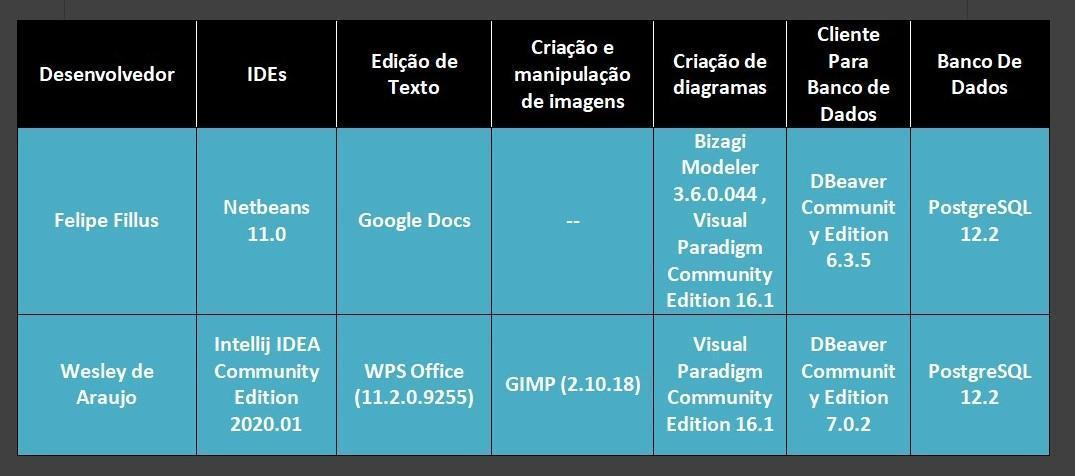 Desenvolvedor
IDEs
Edição de
Texto
Criação e
manipulação
de imagens
Criação de
diagramas
Cliente
Para
Banco de
Dados
Banco De
Dados
Felipe Fillus
Netbeans
11.0
Google Docs
--
Bizagi
Modeler
3.6.0.044 ,
Visual
Paradigm
Community
Edition 16.1
DBeaver
Communit
y Edition
6.3.5
PostgreSQL
12.2
Wesley de
Araujo
Intellij IDEA
Community
Edition
2020.01
WPS Office
(11.2.0.9255)
GIMP (2.10.18)
Visual
Paradigm
Community
Edition 16.1
DBeaver
Communit
y Edition
7.0.2
PostgreSQL
12.2